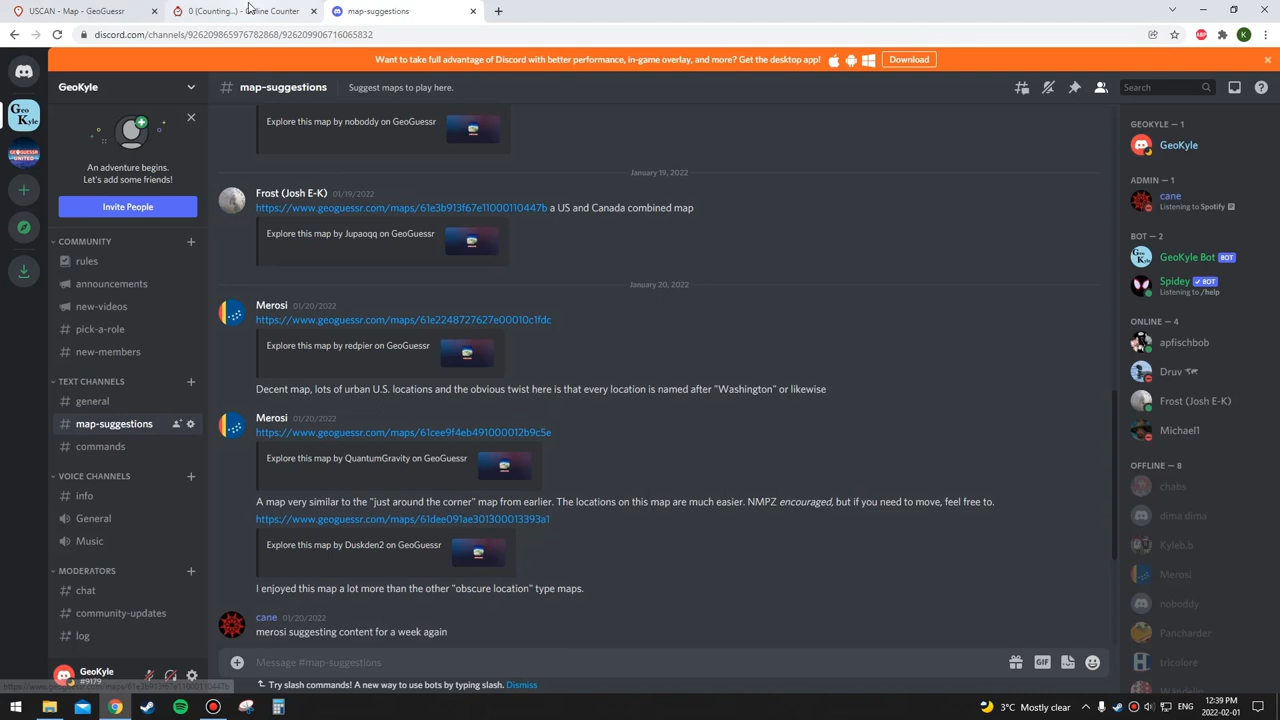 USCAN - Map - GeoGuessr
0 (Counting...) - Online Counter
map-suggestions
discord.com/channels/926209865976782868/926209906716065832
Want to take full advantage of Discord with better performance, in-game overlay, and more? Get the desktop app! Download
GeoKyle
map-suggestions
Suggest maps to play here.
Search
An adventure begins.
Let's add some friends!
Invite People
COMMUNITY
rules
announcements
new-videos
pick-a-role
new-members
TEXT CHANNELS
general
map-suggestions
commands
VOICE CHANNELS
info
General
Music
MODERATORS
chat
community-updates
log
GeoKyle
#9179
https://www.geoguessr.com/maps/61e3b913f67e11000110447b
Explore this map by noboddy on GeoGuessr
January 19, 2022
Frost (Josh E-K) 01/19/2022
https://www.geoguessr.com/maps/61e3b913f67e11000110447b a US and Canada combined map
Explore this map by Jupaoqq on GeoGuessr
January 20, 2022
Merosi 01/20/2022
https://www.geoguessr.com/maps/61e2248727627e00010c1fdc
Explore this map by redpier on GeoGuessr
Decent map, lots of urban U.S. locations and the obvious twist here is that every location is named after "Washington" or likewise
Merosi 01/20/2022
https://www.geoguessr.com/maps/61cee9f4eb491000012b9c5e
Explore this map by QuantumGravity on GeoGuessr
A map very similar to the "just around the corner" map from earlier. The locations on this map are much easier. NMPZ encouraged, but if you need to move, feel free to.
https://www.geoguessr.com/maps/61dee091ae301300013393a1
Explore this map by Duskden2 on GeoGuessr
I enjoyed this map a lot more than the other "obscure location" type maps.
cane 01/20/2022
merosi suggesting content for a week again
Message #map-suggestions
GIF
Try slash commands! A new way to use bots by typing slash. Dismiss
GEOKYLE — 1
GeoKyle
ADMIN — 1
cane
Listening to Spotify
BOT — 2
GeoKyle Bot BOT
Spidey BOT
Listening to /help
ONLINE — 4
apfischbob
Druv
Frost (Josh E-K)
Michael1
OFFLINE — 8
chabs
dima dima
Kyleb.b
Merosi
noboddy
Pancharder
tricolore
3°C Mostly clear
ENG
12:39 PM
2022-02-01